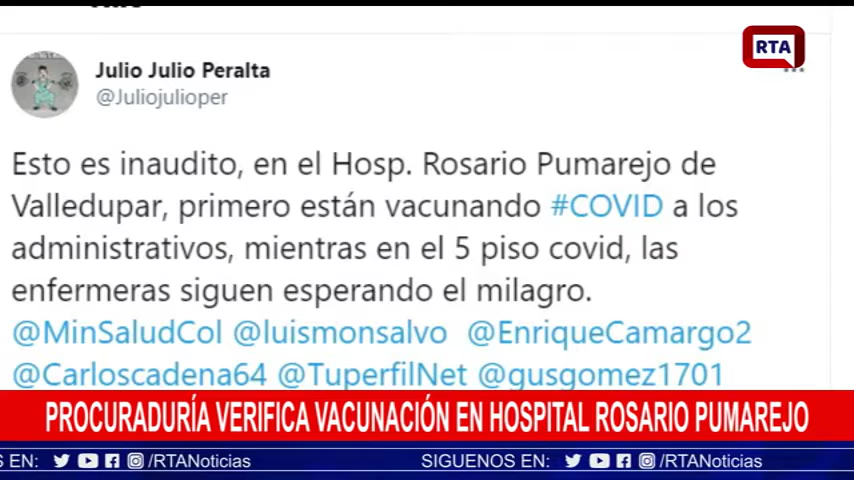 RTA
Julio Julio Peralta
@Juliojulioper
Esto es inaudito, en el Hosp. Rosario Pumarejo de
Valledupar, primero están vacunando #COVID a los
administrativos, mientras en el 5 piso covid, las
enfermeras siguen esperando el milagro.
@MinSaludCol @luismonsalvo @EnriqueCamargo2
@Carloscadena64 @TuperfilNet @gusgomez1701
PROCURADURÍA VERIFICA VACUNACIÓN EN HOSPITAL ROSARIO PUMAREJO
S EN: /RTANoticias SIGUENOS EN: /RTANoticias